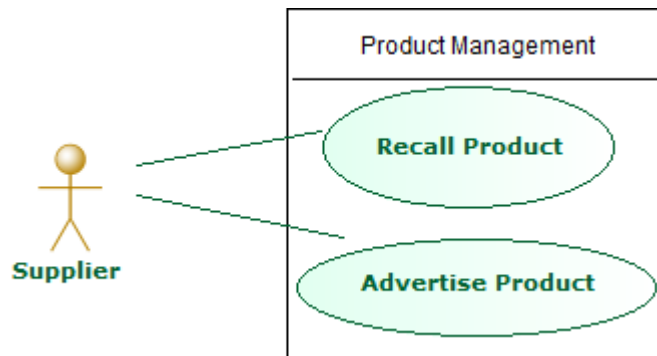 Product Management
Recall Product
Supplier
Advertise Product